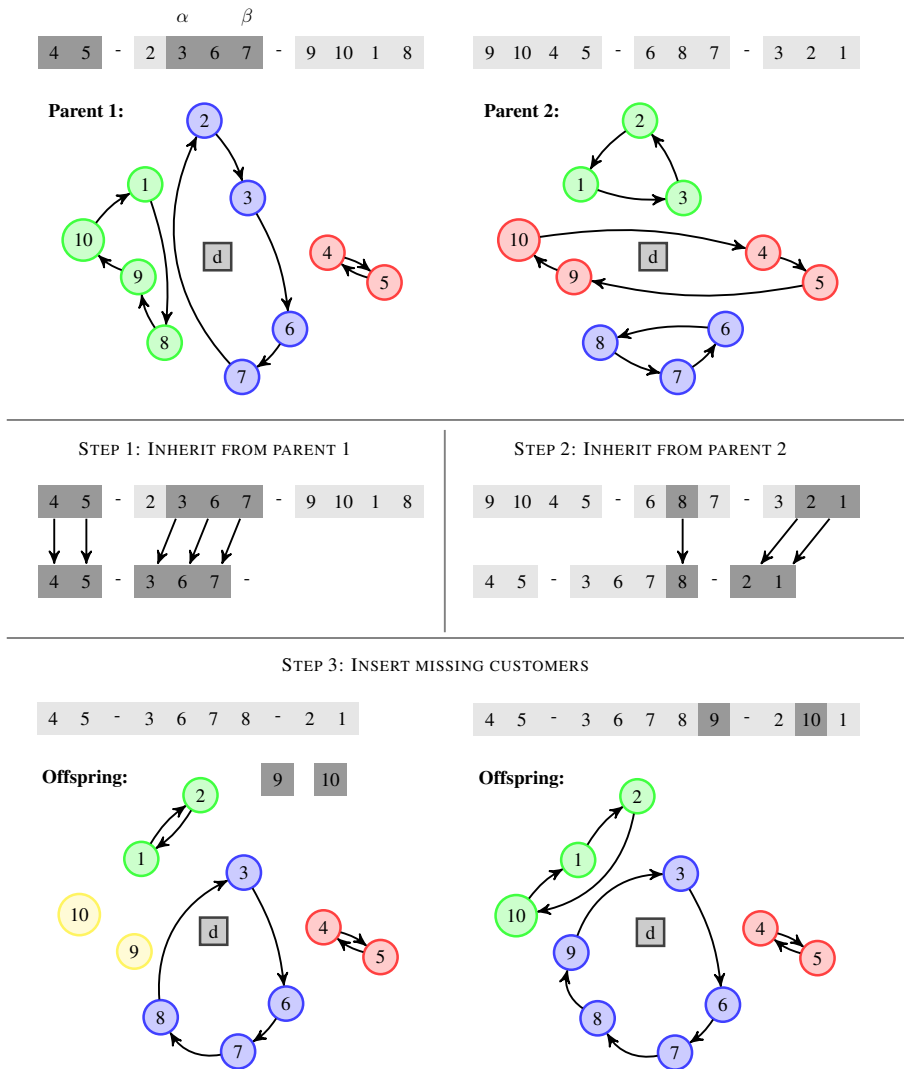 α β
4 5 - 2 3 6 7 - 9 10 1 8
9 10 4 5 - 6 8 7 - 3 2 1
Parent 1:
2
1
3
10
d
4
9
5
6
8
7
Parent 2:
2
1
3
10
d
4
9
5
8
6
7
STEP 1: INHERIT FROM PARENT 1
4 5 - 2 3 6 7 - 9 10 1 8
4 5 - 3 6 7 -
STEP 2: INHERIT FROM PARENT 2
9 10 4 5 - 6 8 7 - 3 2 1
4 5 - 3 6 7 8 - 2 1
STEP 3: INSERT MISSING CUSTOMERS
4 5 - 3 6 7 8 - 2 1
Offspring:
9 10
2
1
3
10
d
4
9
5
6
8
7
4 5 - 3 6 7 8 9 - 2 10 1
Offspring:
2
1
3
10
d
4
9
5
6
8
7